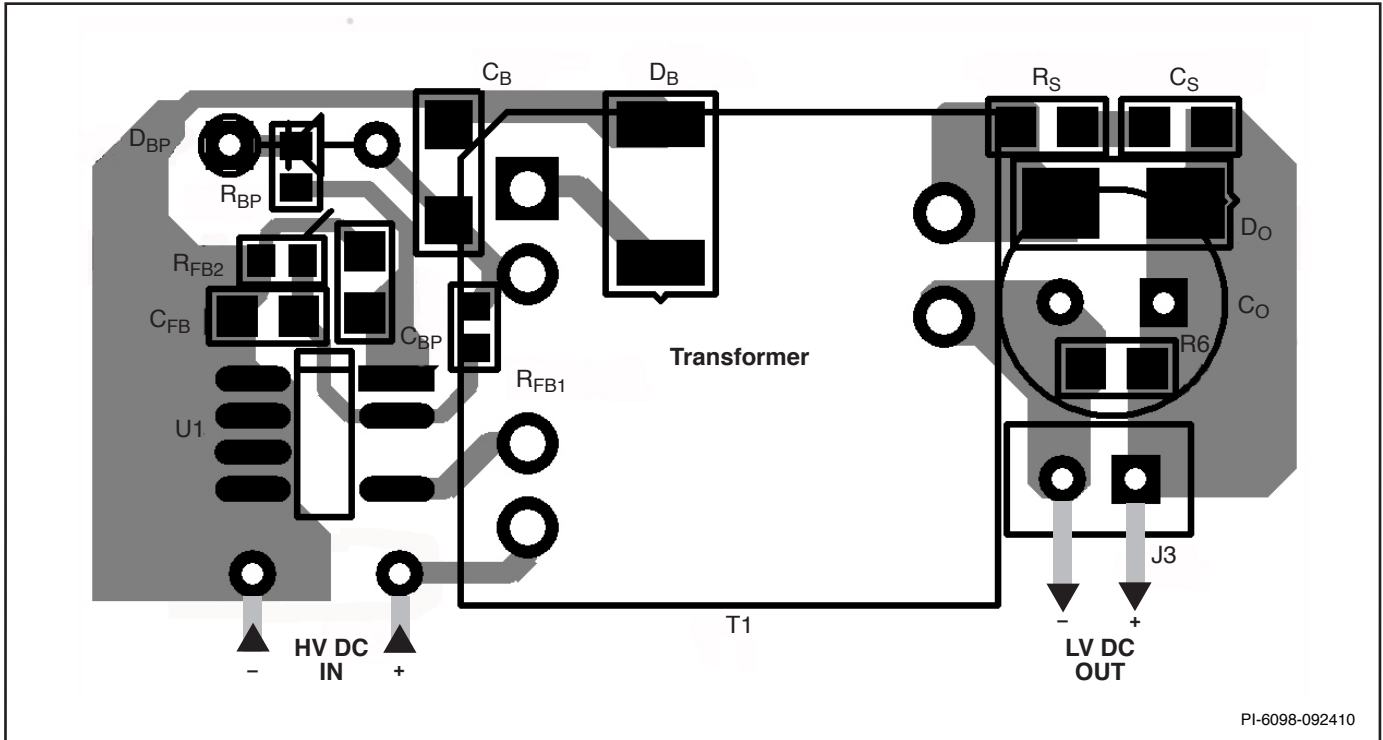 C_B D_B R_S C_S
D_BP
R_BP
D_O
R_FB2
C_FB C_BP C_O
R6
Transformer
R_FB1
U1
J3
T1
HV DC
IN
– +
LV DC
OUT
– +
PI-6098-092410